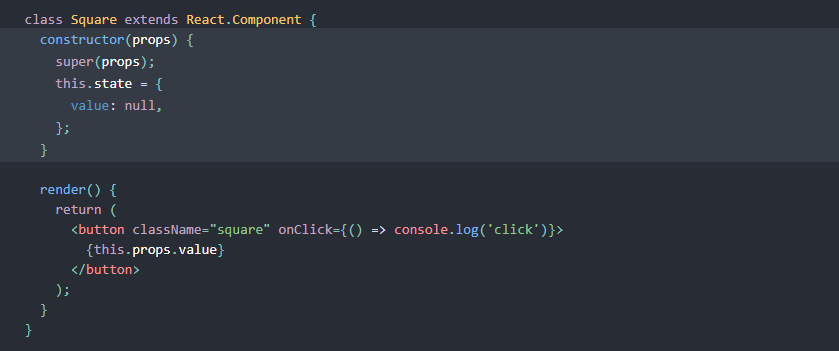 class Square extends React.Component {
  constructor(props) {
    super(props);
    this.state = {
      value: null,
    };
  }
  render() {
    return (
      <button className="square" onClick={() => console.log('click')}>
        {this.props.value}
      </button>
    );
  }
}